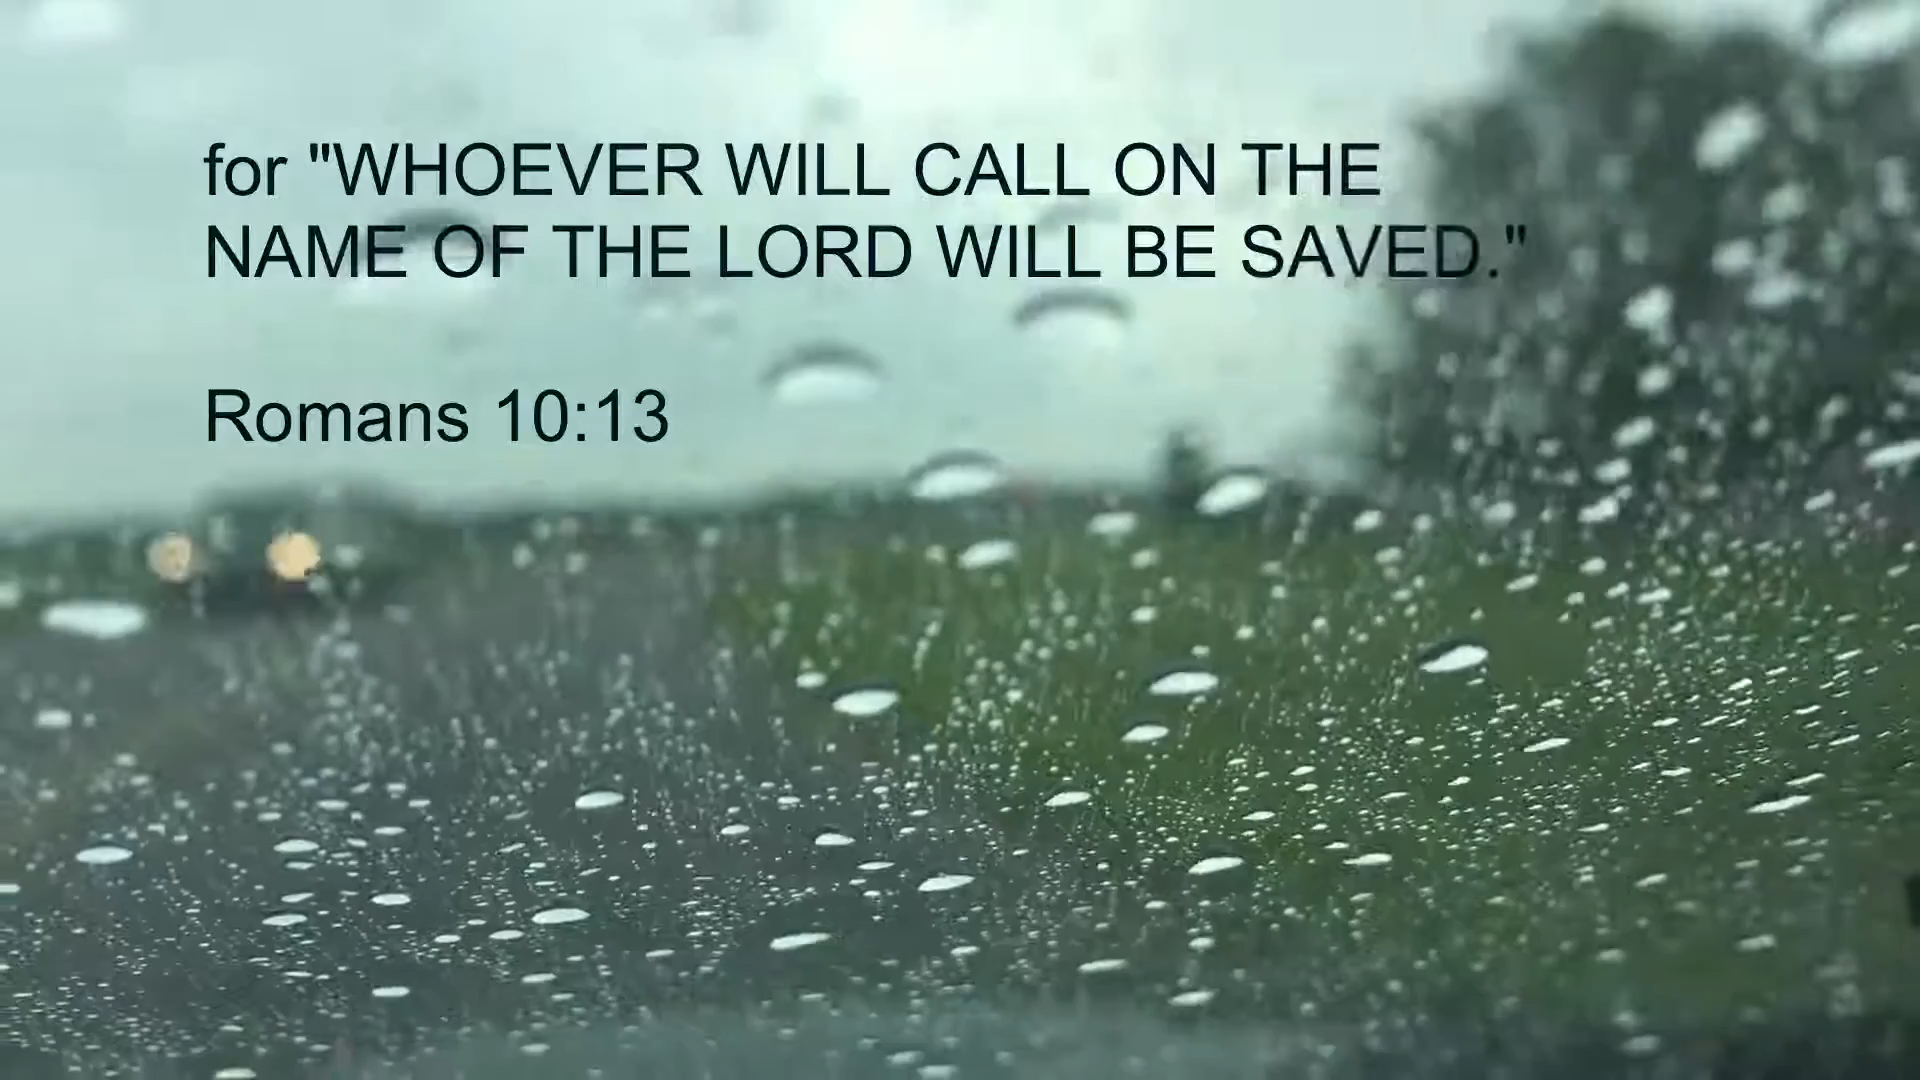 for "WHOEVER WILL CALL ON THE
NAME OF THE LORD WILL BE SAVED."
Romans 10:13